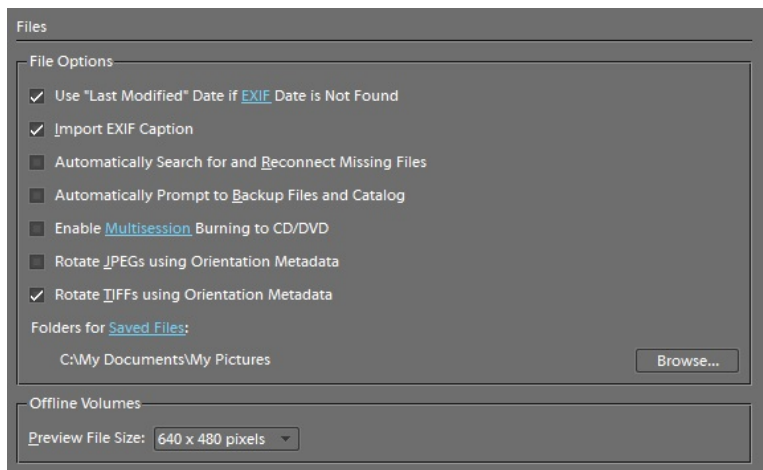 Files
File Options
Use "Last Modified" Date if EXIF Date is Not Found
Import EXIF Caption
Automatically Search for and Reconnect Missing Files
Automatically Prompt to Backup Files and Catalog
Enable Multisession Burning to CD/DVD
Rotate JPEGs using Orientation Metadata
Rotate TIFFs using Orientation Metadata
Folders for Saved Files:
C:\My Documents\My Pictures
Browse...
Offline Volumes
Preview File Size: 640 x 480 pixels